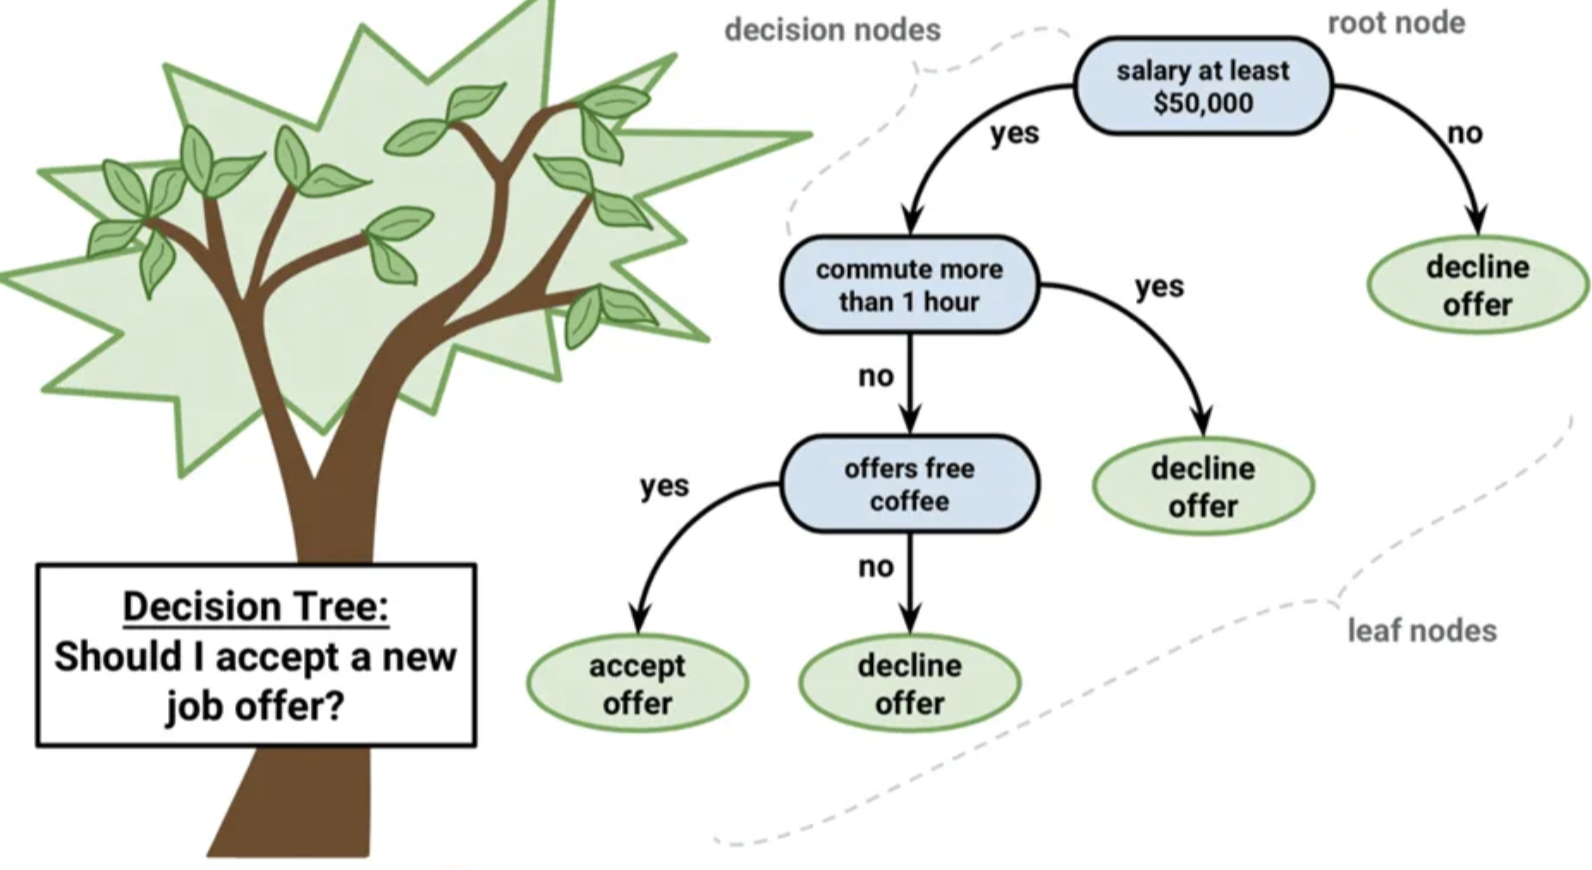 decision nodes
root node
salary at least
$50,000
yes
no
commute more
than 1 hour
yes
decline
offer
no
offers free
coffee
yes
decline
offer
no
accept
offer
decline
offer
leaf nodes
Decision Tree:
Should I accept a new
job offer?